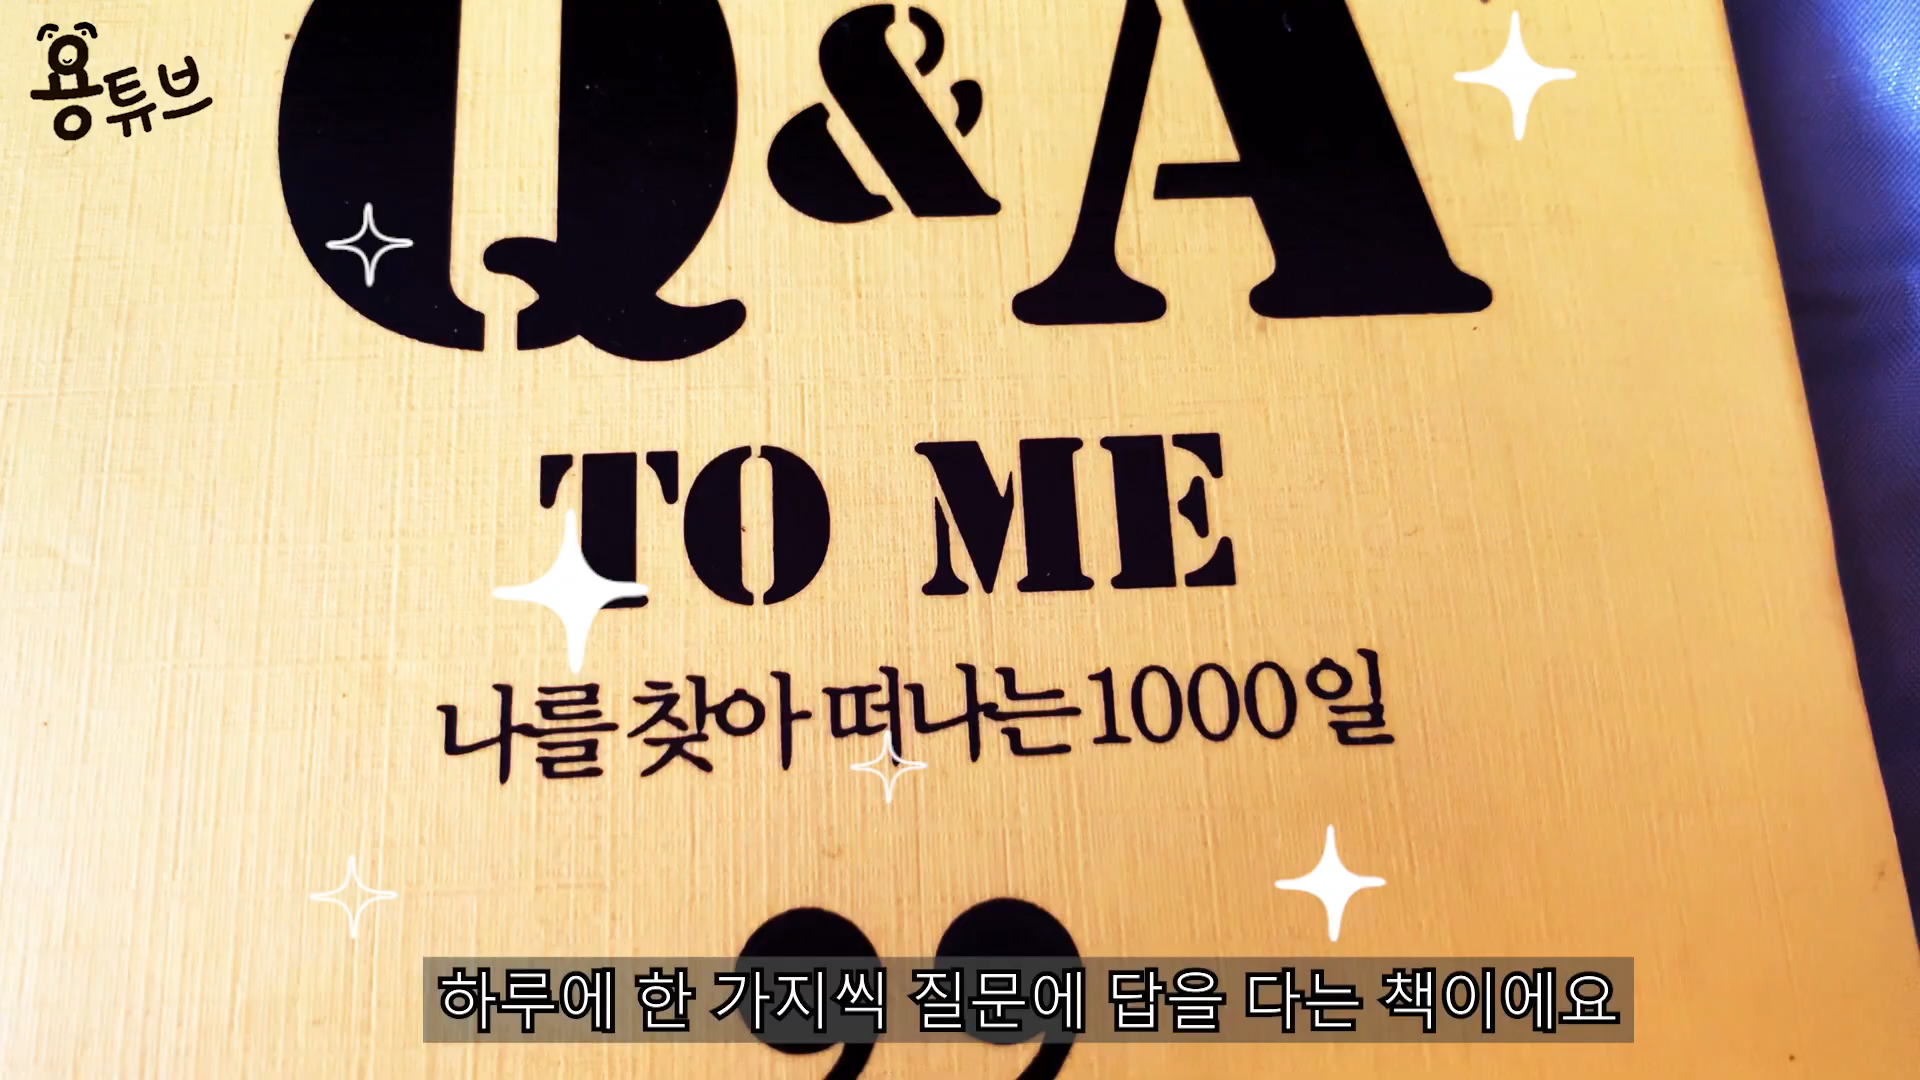 용튜브
Q&A
TO ME
나를 찾아 떠나는 1000일
”
하루에 한 가지씩 질문에 답을 다는 책이에요